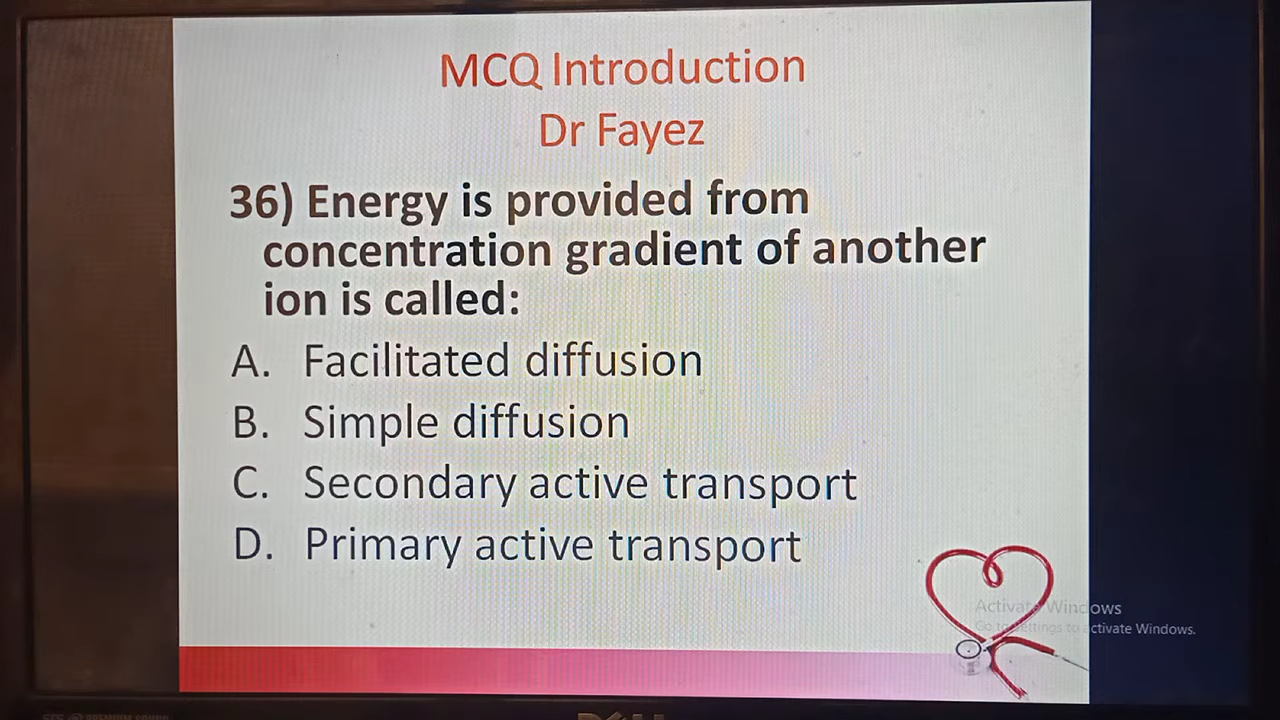 MCQ Introduction
Dr Fayez
36) Energy is provided from
concentration gradient of another
ion is called:
A. Facilitated diffusion
B. Simple diffusion
C. Secondary active transport
D. Primary active transport
Activate Windows
Go to Settings to activate Windows.